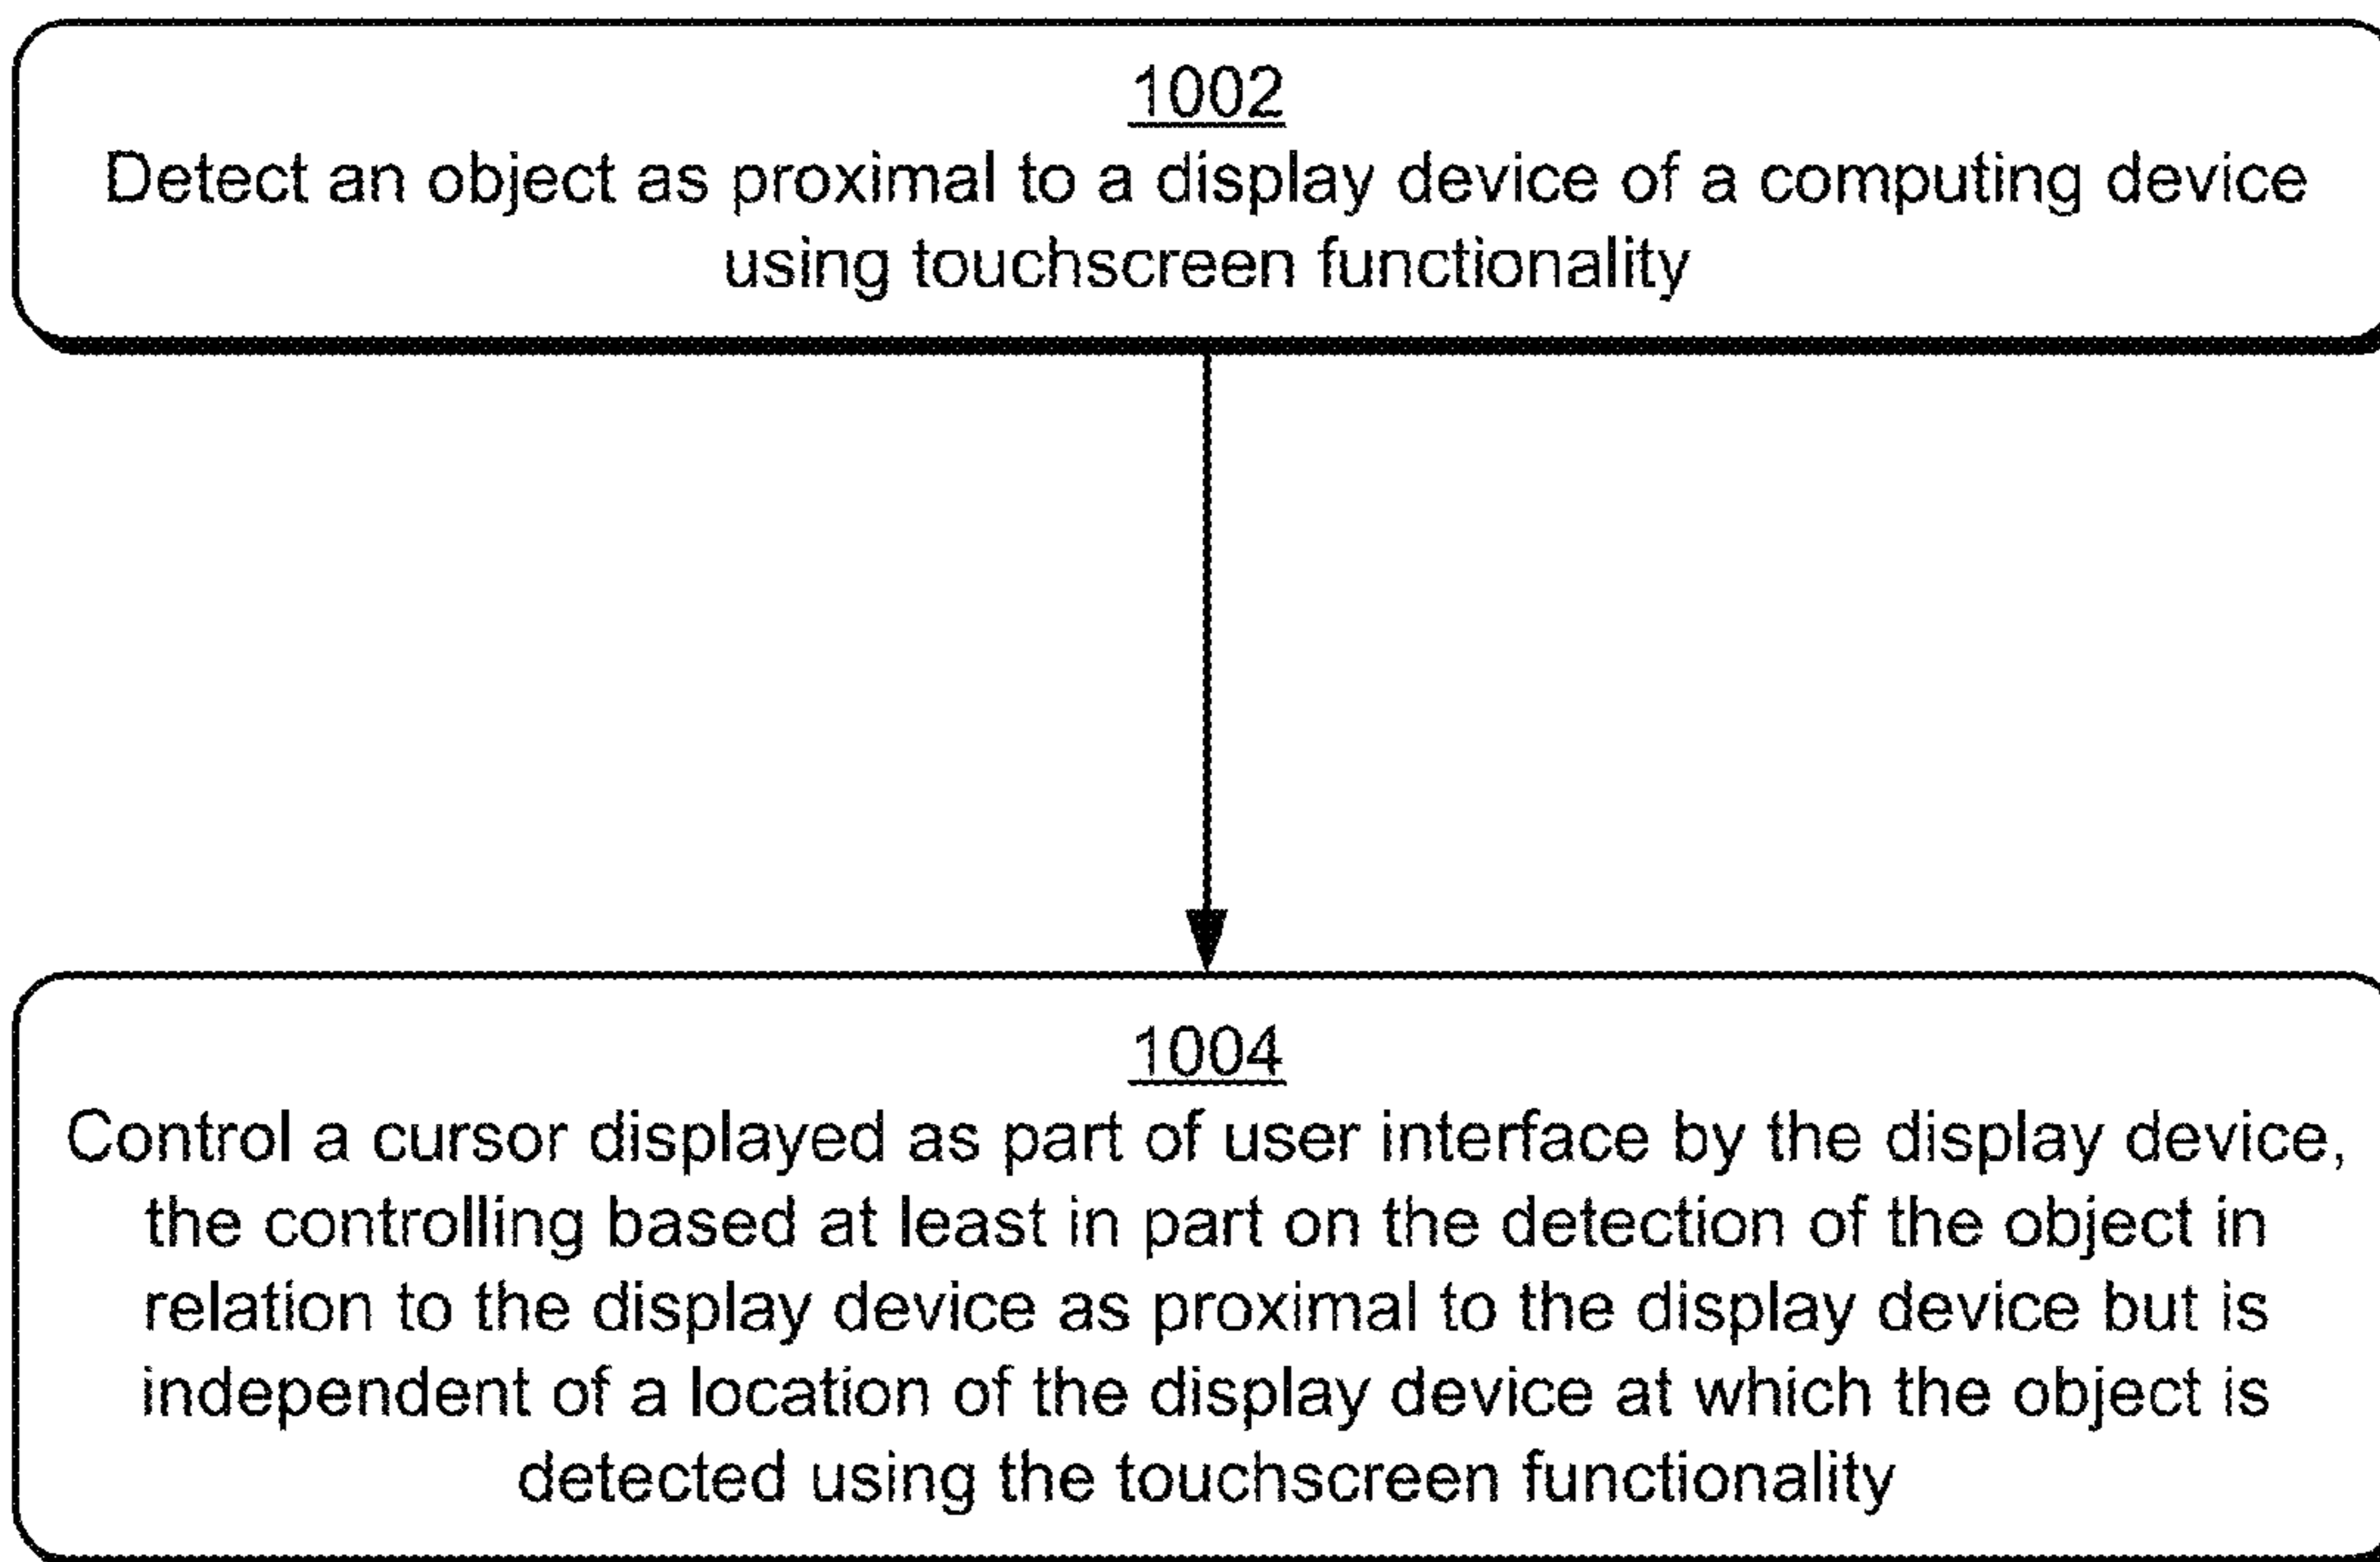 1002
Detect an object as proximal to a display device of a computing device
using touchscreen functionality
1004
Control a cursor displayed as part of user interface by the display device,
the controlling based at least in part on the detection of the object in
relation to the display device as proximal to the display device but is
independent of a location of the display device at which the object is
detected using the touchscreen functionality